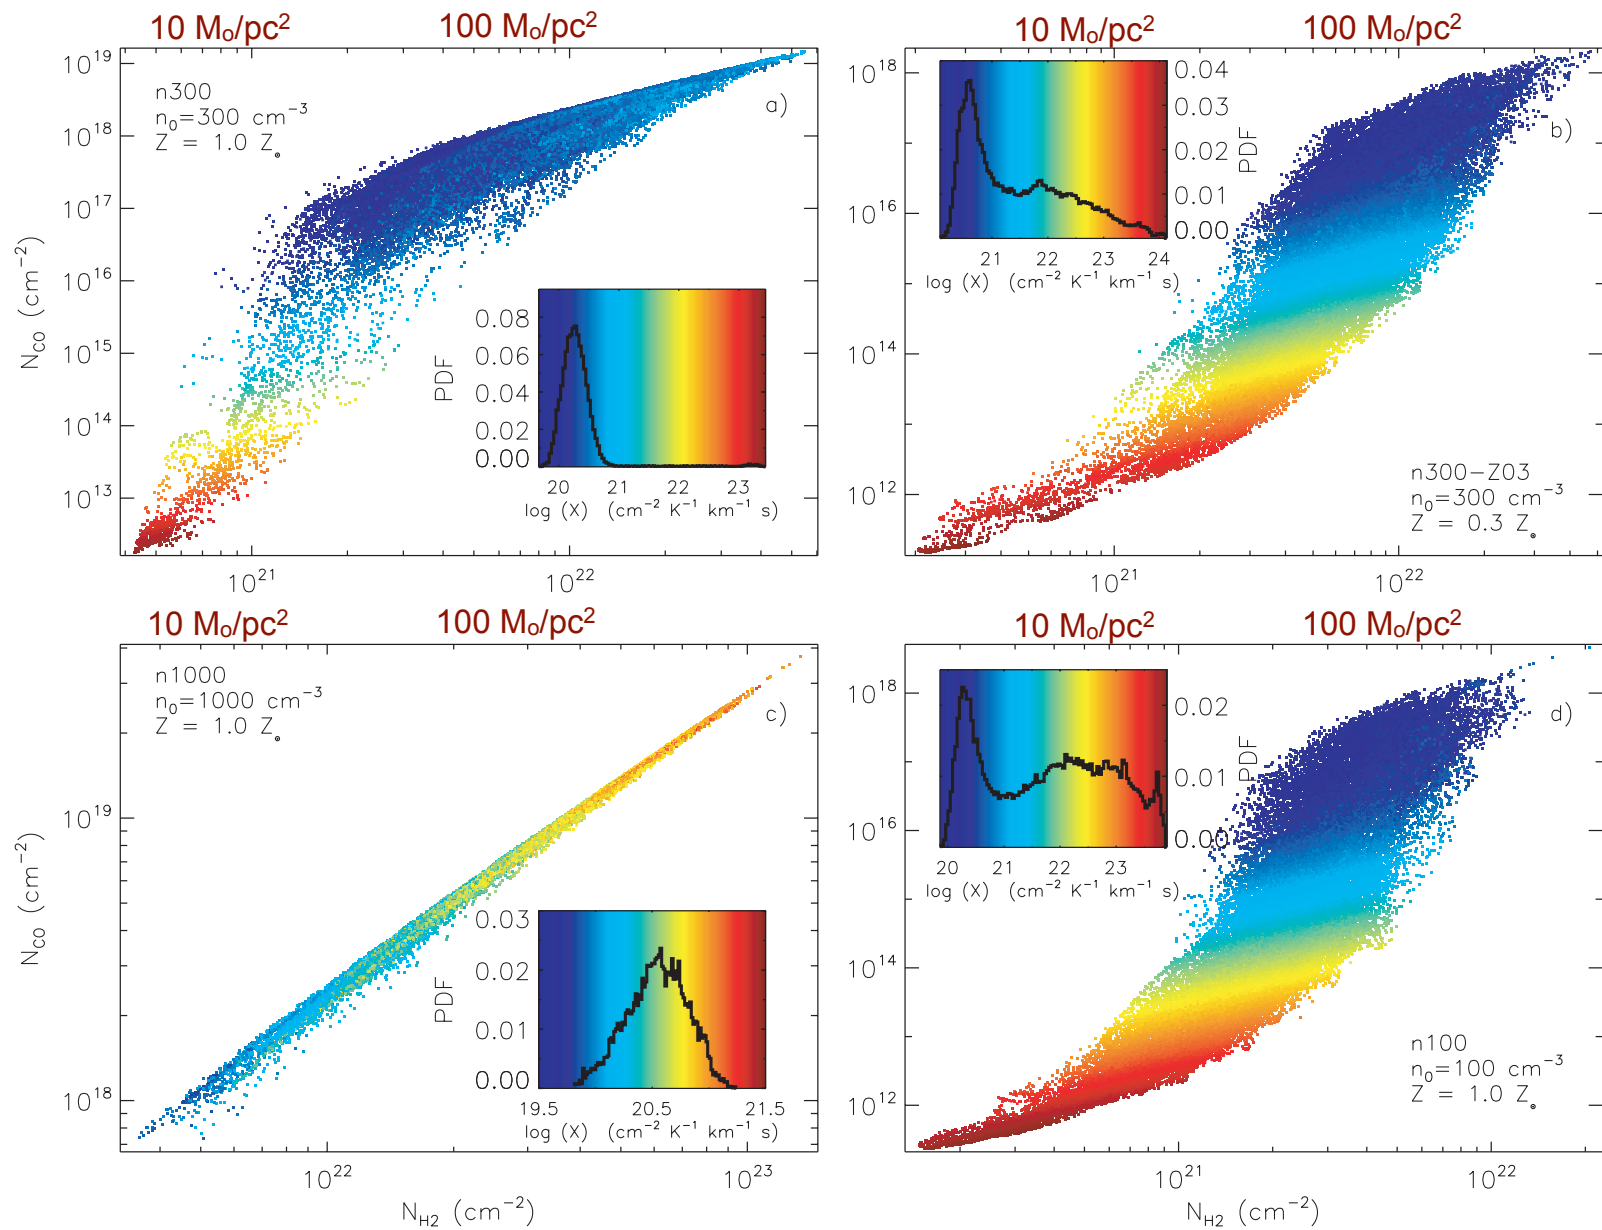 10 Mₒ/pc²
100 Mₒ/pc²
10¹⁹
10¹⁸
10¹⁷
10¹⁶
10¹⁵
10¹⁴
10¹³
N_CO (cm⁻²)
n300
n₀=300 cm⁻³
Z = 1.0 Z⊙
a)
0.08
0.06
0.04
0.02
0.00
PDF
20 21 22 23
log (X) (cm⁻² K⁻¹ km⁻¹ s)
10²¹
10²²
10 Mₒ/pc²
100 Mₒ/pc²
10¹⁸
10¹⁶
10¹⁴
10¹²
0.04
0.03
0.02
0.01
0.00
PDF
21 22 23 24
log (X) (cm⁻² K⁻¹ km⁻¹ s)
b)
n300-Z03
n₀=300 cm⁻³
Z = 0.3 Z⊙
10²¹
10²²
10 Mₒ/pc²
100 Mₒ/pc²
10¹⁹
10¹⁸
N_CO (cm⁻²)
n1000
n₀=1000 cm⁻³
Z = 1.0 Z⊙
c)
0.03
0.02
0.01
0.00
PDF
19.5 20.5 21.5
log (X) (cm⁻² K⁻¹ km⁻¹ s)
10²²
10²³
N_H2 (cm⁻²)
10 Mₒ/pc²
100 Mₒ/pc²
10¹⁸
10¹⁶
10¹⁴
10¹²
0.02
0.01
0.00
PDF
20 21 22 23
log (X) (cm⁻² K⁻¹ km⁻¹ s)
d)
n100
n₀=100 cm⁻³
Z = 1.0 Z⊙
10²¹
10²²
N_H2 (cm⁻²)